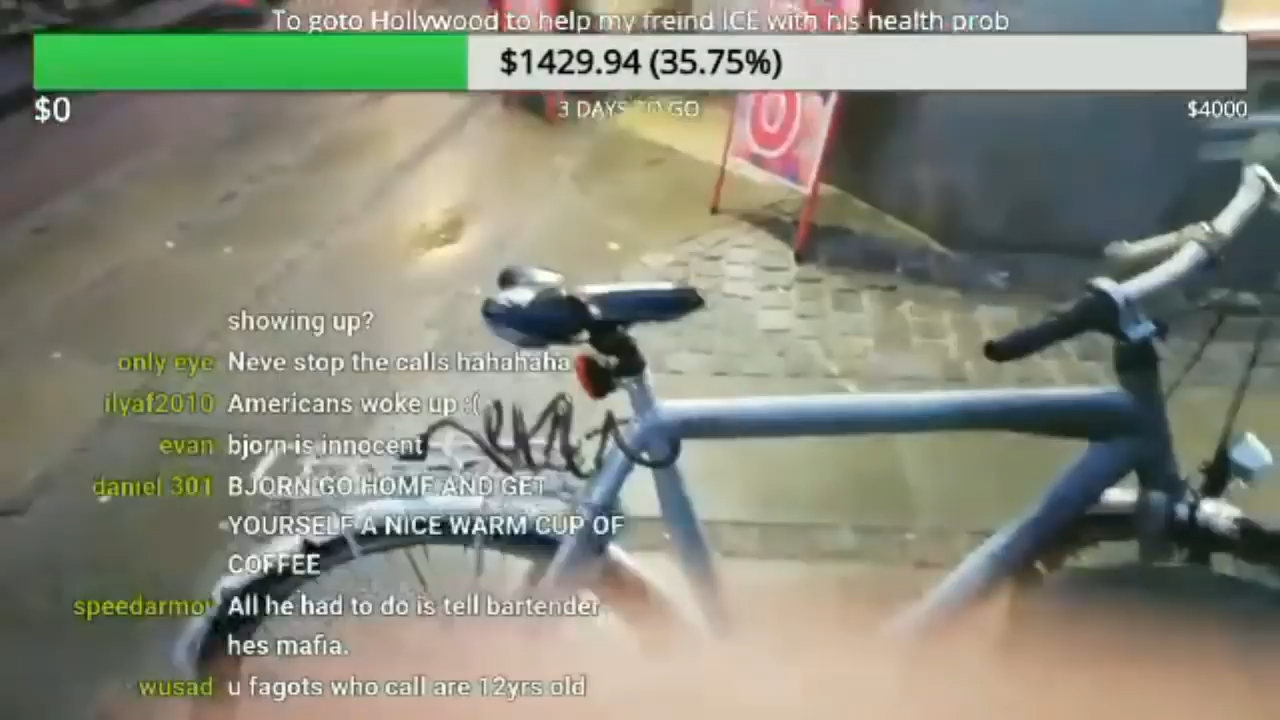 To goto Hollywood to help my freind ICE with his health prob
$1429.94 (35.75%)
$0
3 DAYS TO GO
$4000
showing up?
only eye Neve stop the calls hahahaha
ilyaf2010 Americans woke up :(
evan bjorn is innocent
daniel 301 BJORN GO HOME AND GET
YOURSELF A NICE WARM CUP OF
COFFEE
speedarmor All he had to do is tell bartender
hes mafia.
wusad u fagots who call are 12yrs old